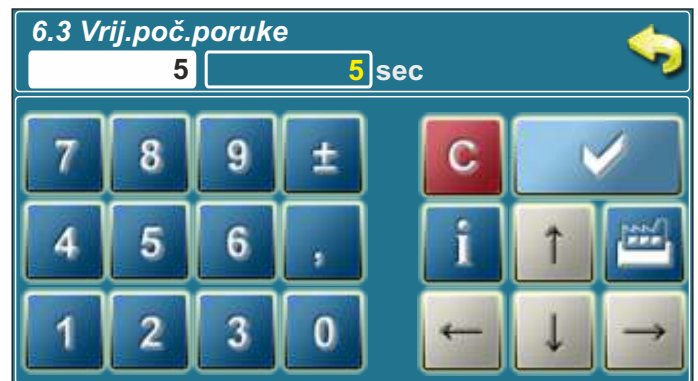 6.3 Vrij.poč.poruke
5 5 sec
7 8 9 ± C
4 5 6 , i ↑
1 2 3 0 ← ↓ →